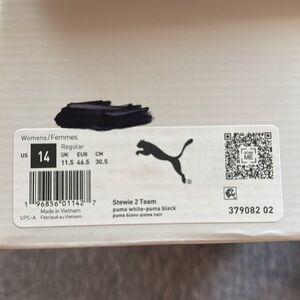 Womens/Femmes
Regular
US 14 UK EUR CM
11.5 46.5 30.5
SCAN ME
1 96856 01142 7
UPC-A Made in Vietnam
Fabriqué au Vietnam
Stewie 2 Team
puma white-puma black
puma blanc-puma noir
379082 02